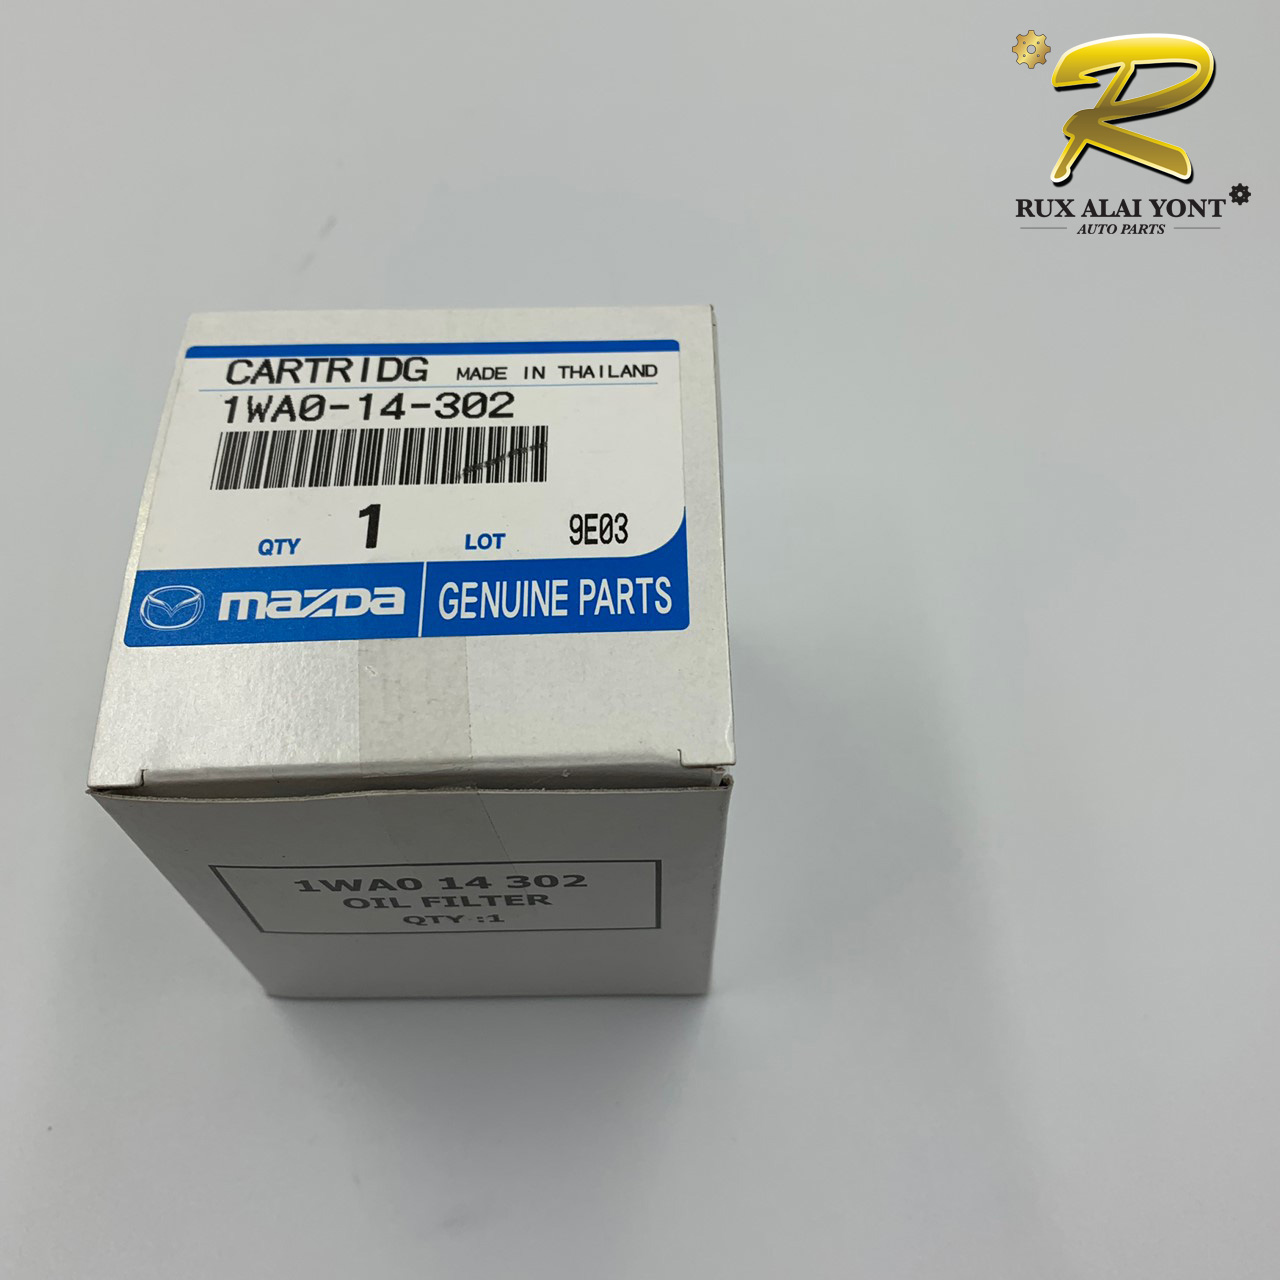 R
RUX ALAI YONT
AUTO PARTS
CARTRIDG MADE IN THAILAND
1WA0-14-302
QTY 1 LOT 9E03
mazda GENUINE PARTS
1WA0 14 302
OIL FILTER
QTY :1